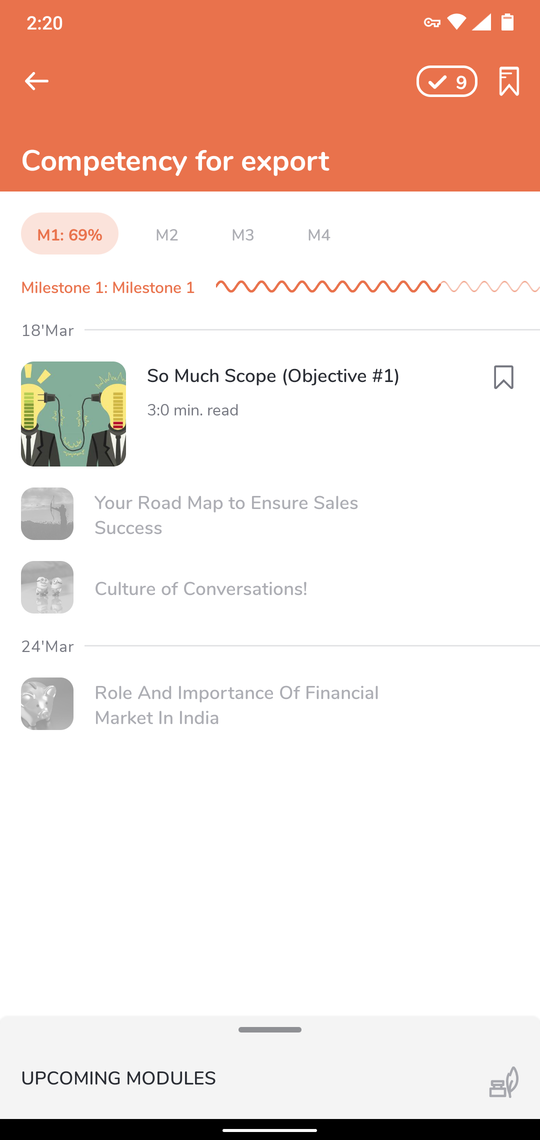 2:20
9
Competency for export
M1: 69% M2 M3 M4
Milestone 1: Milestone 1
18'Mar
So Much Scope (Objective #1)
3:0 min. read
Your Road Map to Ensure Sales
Success
Culture of Conversations!
24'Mar
Role And Importance Of Financial
Market In India
UPCOMING MODULES